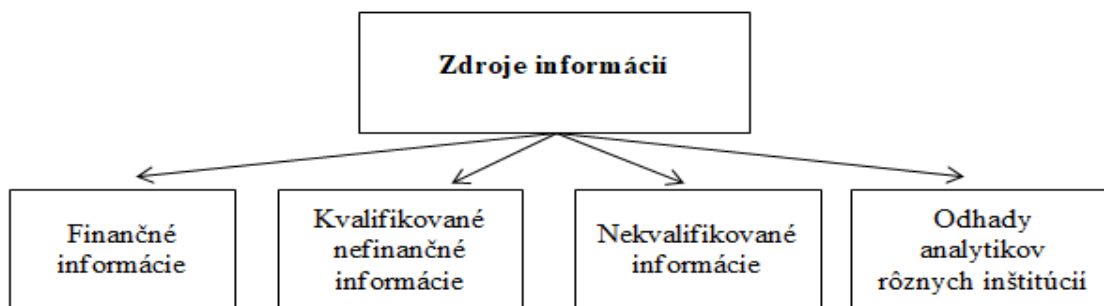 Zdroje informácií
Finančné
informácie
Kvalifikované
nefinančné
informácie
Nekvalifikované
informácie
Odhady
analytikov
rôznych inštitúcií